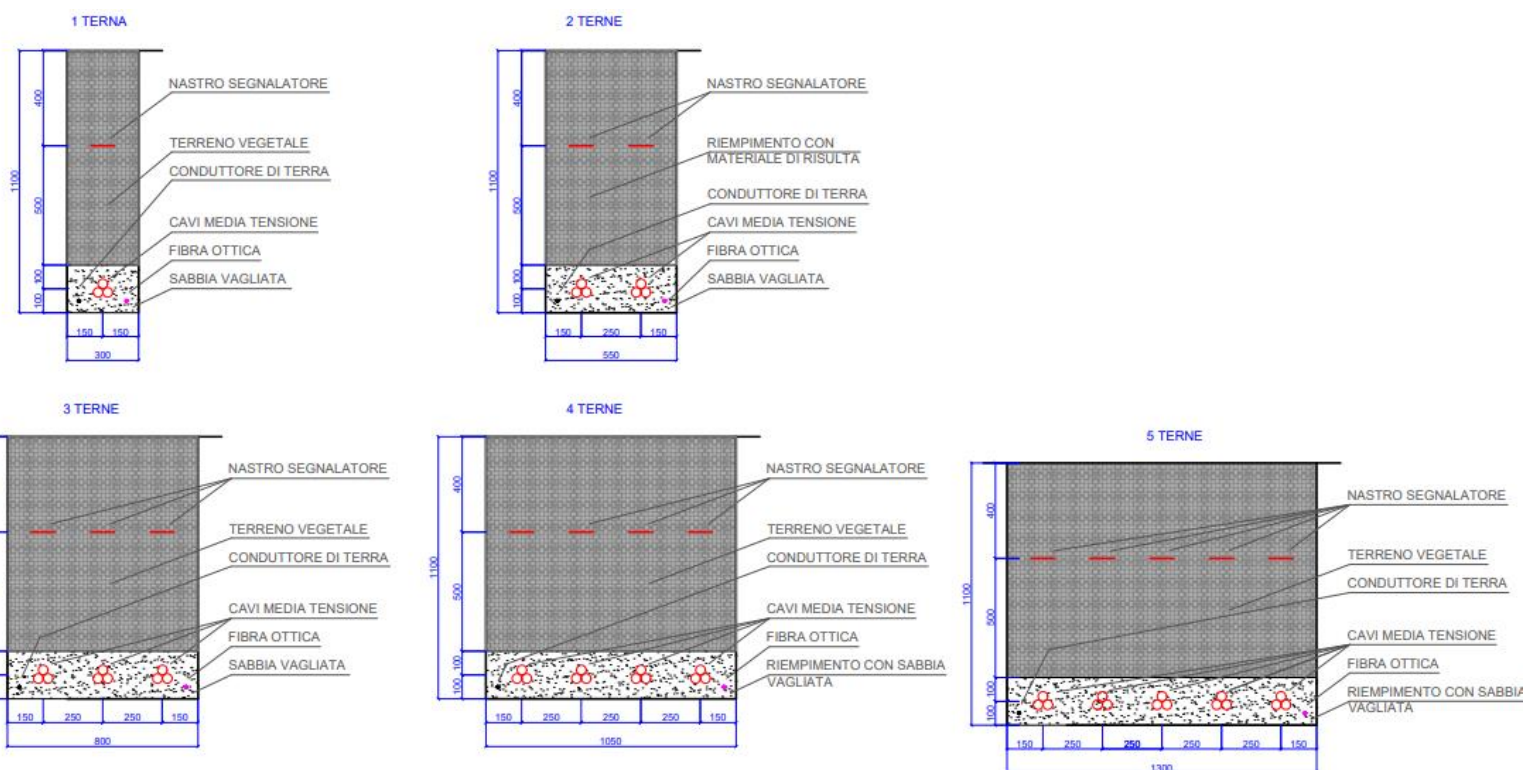 1 TERNA
NASTRO SEGNALATORE
TERRENO VEGETALE
CONDUTTORE DI TERRA
CAVI MEDIA TENSIONE
FIBRA OTTICA
SABBIA VAGLIATA
1100
400
500
100
100
150
150
300
2 TERNE
NASTRO SEGNALATORE
RIEMPIMENTO CON
MATERIALE DI RISULTA
CONDUTTORE DI TERRA
CAVI MEDIA TENSIONE
FIBRA OTTICA
SABBIA VAGLIATA
1100
400
500
100
100
150
250
150
550
3 TERNE
NASTRO SEGNALATORE
TERRENO VEGETALE
CONDUTTORE DI TERRA
CAVI MEDIA TENSIONE
FIBRA OTTICA
SABBIA VAGLIATA
150
250
250
150
800
4 TERNE
NASTRO SEGNALATORE
TERRENO VEGETALE
CONDUTTORE DI TERRA
CAVI MEDIA TENSIONE
FIBRA OTTICA
RIEMPIMENTO CON SABBIA
VAGLIATA
1100
400
500
100
100
150
250
250
250
150
1050
5 TERNE
NASTRO SEGNALATORE
TERRENO VEGETALE
CONDUTTORE DI TERRA
CAVI MEDIA TENSIONE
FIBRA OTTICA
RIEMPIMENTO CON SABBIA
VAGLIATA
1100
400
500
100
100
150
250
250
250
250
150
1300